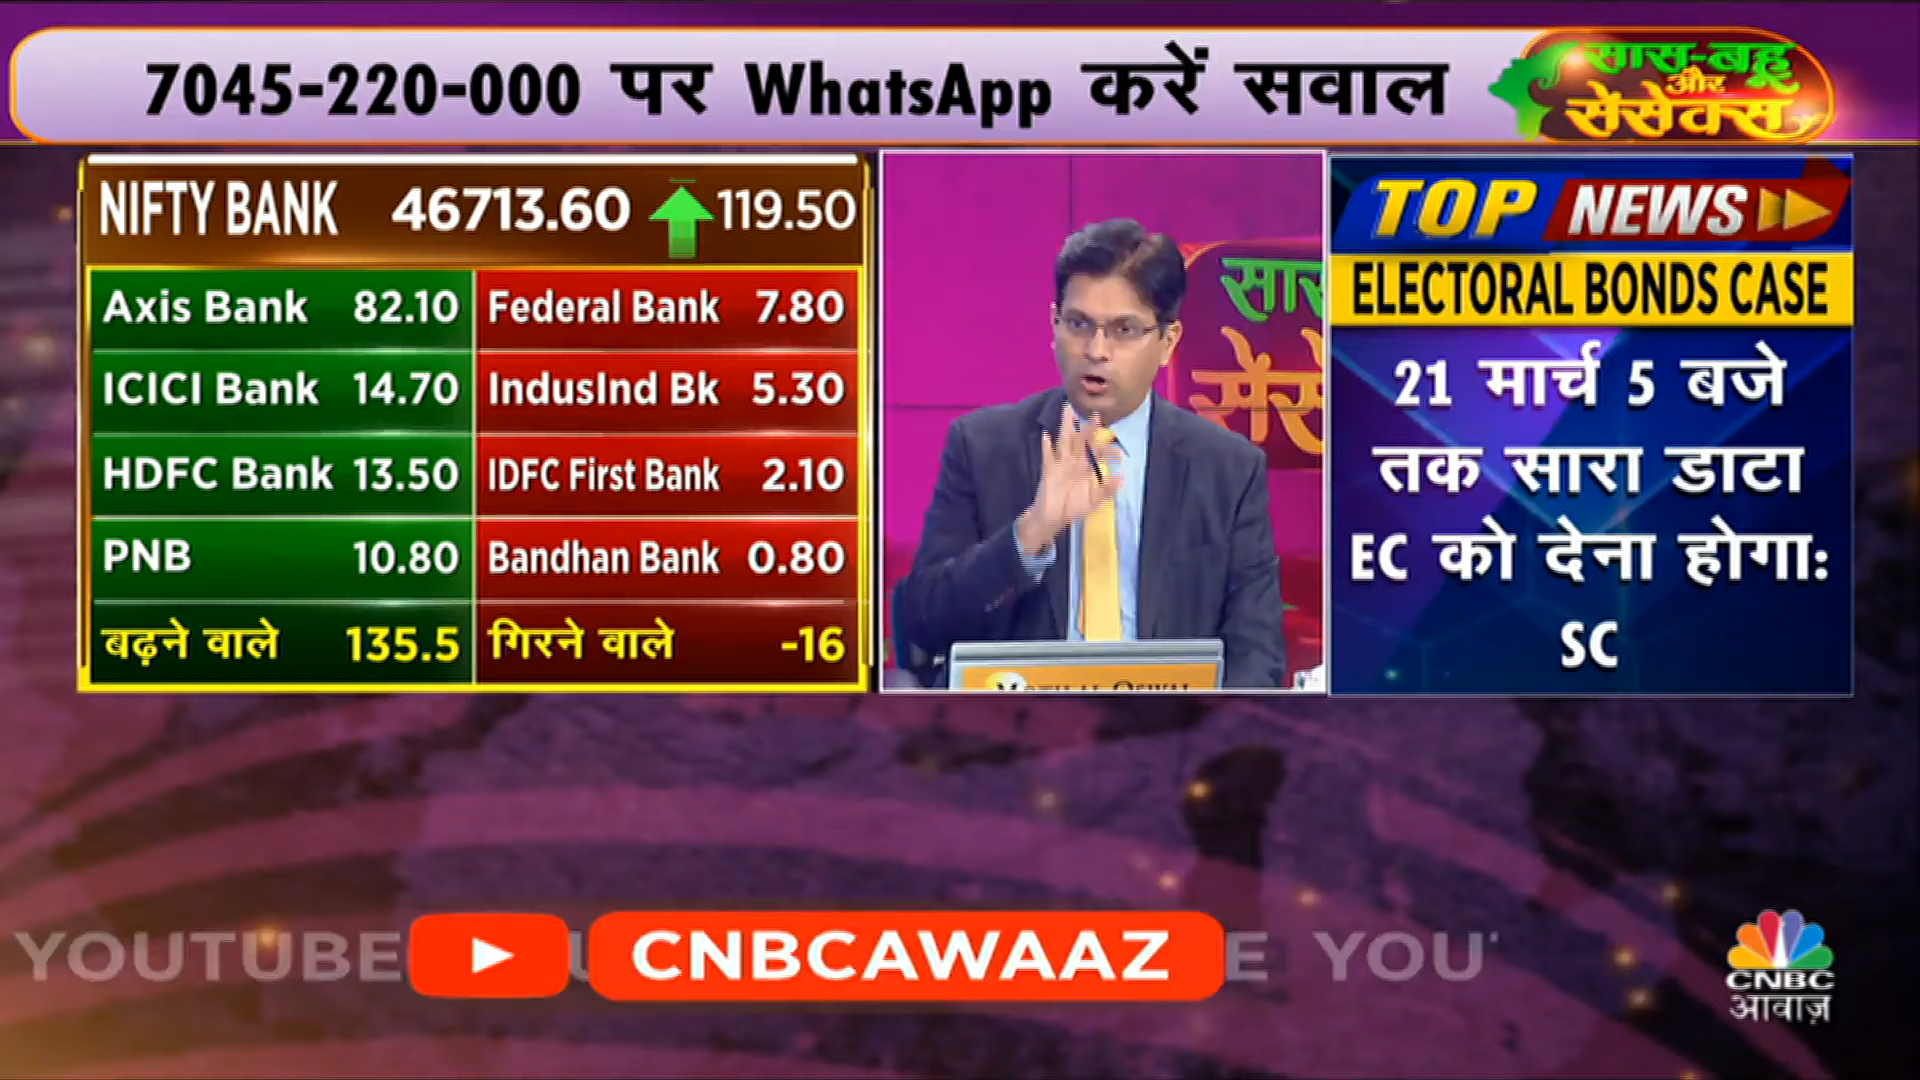 7045-220-000 पर WhatsApp करें सवाल
सास-बहू
और
सेंसेक्स
NIFTY BANK 46713.60 119.50
Axis Bank 82.10 Federal Bank 7.80
ICICI Bank 14.70 IndusInd Bk 5.30
HDFC Bank 13.50 IDFC First Bank 2.10
PNB 10.80 Bandhan Bank 0.80
बढ़ने वाले 135.5 गिरने वाले -16
MOTILAL OSWAL
TOP NEWS
ELECTORAL BONDS CASE
21 मार्च 5 बजे
तक सारा डाटा
EC को देना होगा:
SC
YOUTUBE CNBCAWAAZ E YOU
CNBC
आवाज़